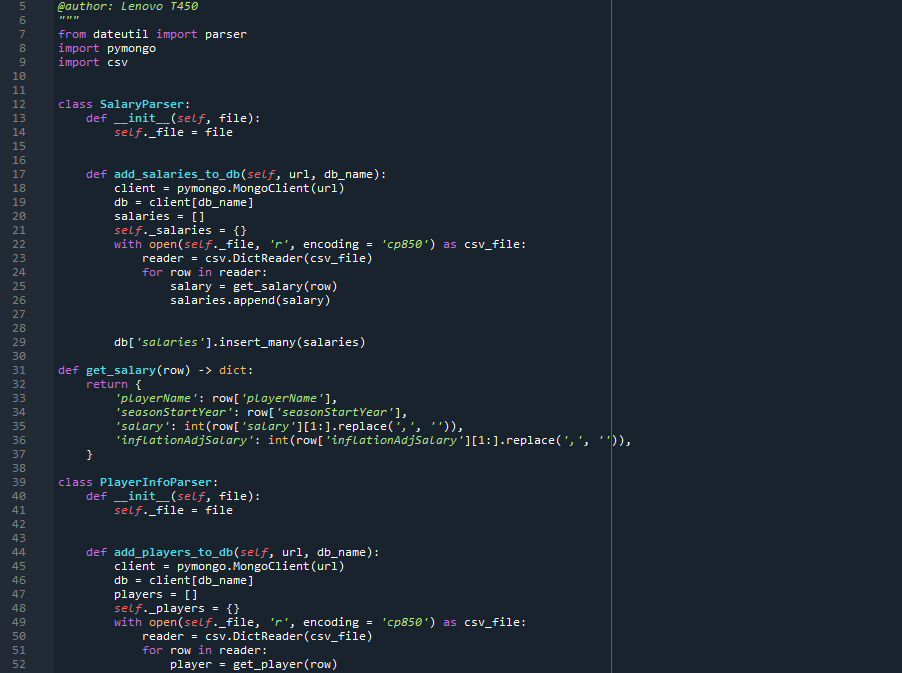 5 @author: Lenovo T450
6 """
7 from dateutil import parser
8 import pymongo
9 import csv
10
11
12 class SalaryParser:
13     def __init__(self, file):
14         self._file = file
15
16
17     def add_salaries_to_db(self, url, db_name):
18         client = pymongo.MongoClient(url)
19         db = client[db_name]
20         salaries = []
21         self._salaries = {}
22         with open(self._file, 'r', encoding = 'cp850') as csv_file:
23             reader = csv.DictReader(csv_file)
24             for row in reader:
25                 salary = get_salary(row)
26                 salaries.append(salary)
27
28
29         db['salaries'].insert_many(salaries)
30
31 def get_salary(row) -> dict:
32     return {
33         'playerName': row['playerName'],
34         'seasonStartYear': row['seasonStartYear'],
35         'salary': int(row['salary'][1:].replace(',', '')),
36         'inflationAdjSalary': int(row['inflationAdjSalary'][1:].replace(',', '')),
37     }
38
39 class PlayerInfoParser:
40     def __init__(self, file):
41         self._file = file
42
43
44     def add_players_to_db(self, url, db_name):
45         client = pymongo.MongoClient(url)
46         db = client[db_name]
47         players = []
48         self._players = {}
49         with open(self._file, 'r', encoding = 'cp850') as csv_file:
50             reader = csv.DictReader(csv_file)
51             for row in reader:
52                 player = get_player(row)